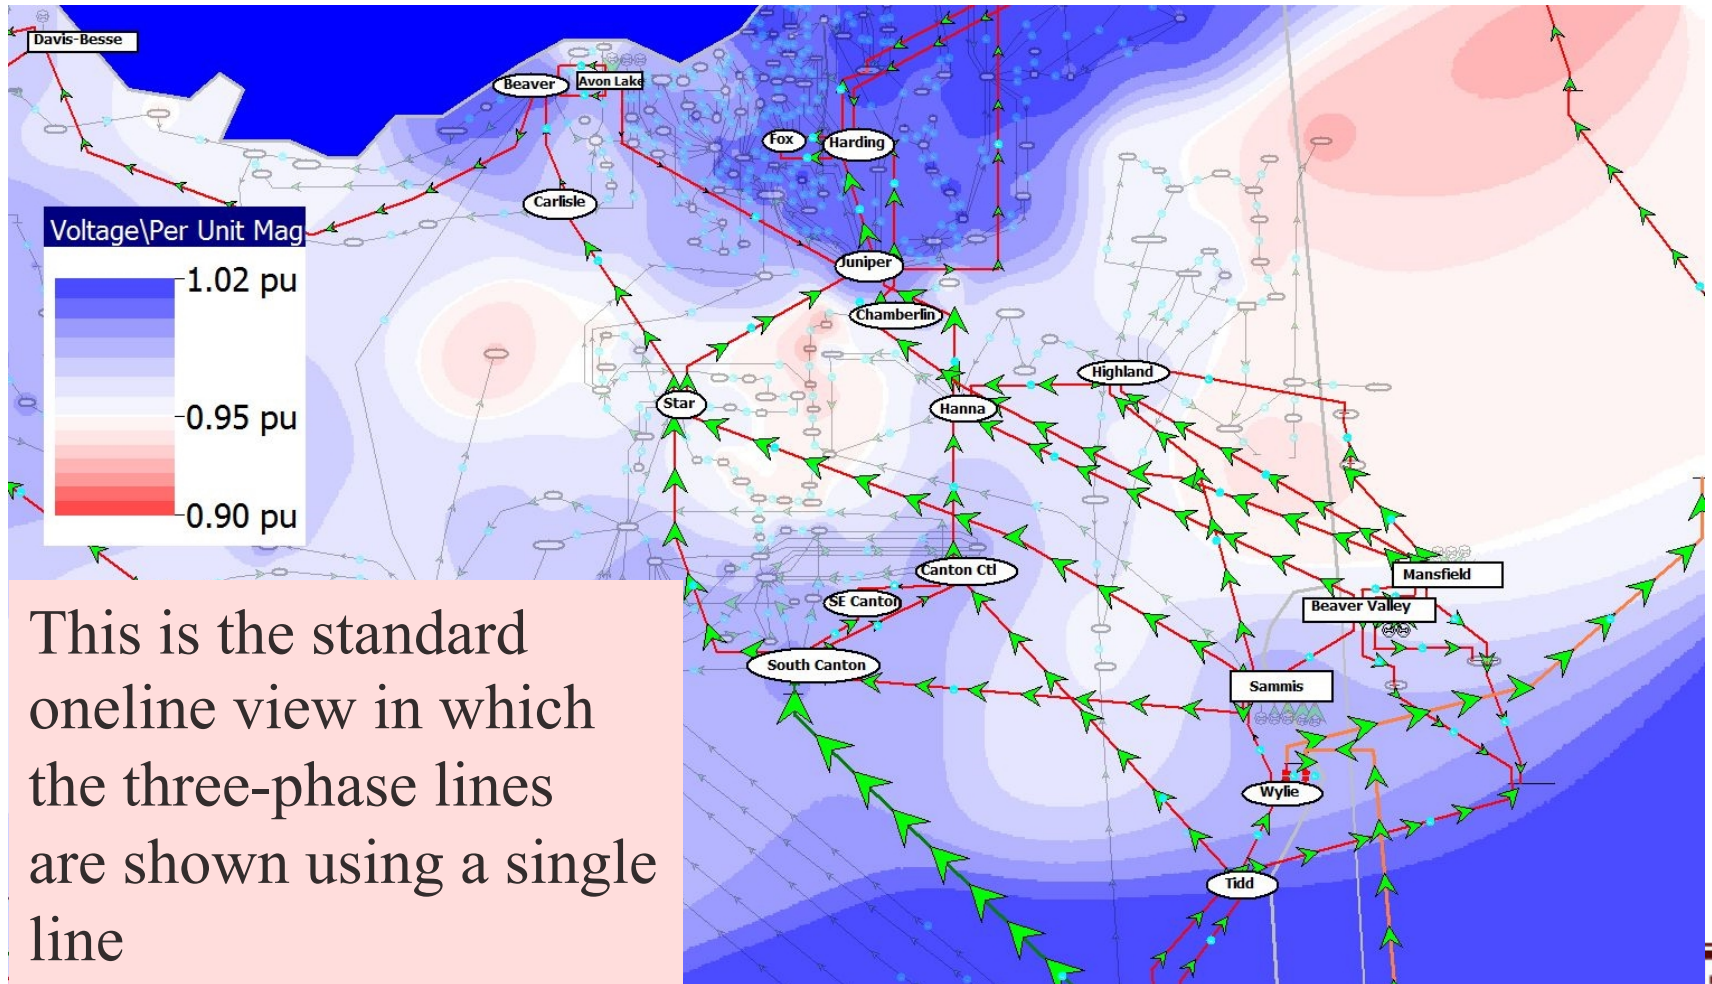 Davis-Besse
Beaver
Avon Lake
Fox
Harding
Carlisle
Voltage\Per Unit Mag
1.02 pu
0.95 pu
0.90 pu
Juniper
Chamberlin
Highland
Star
Hanna
Canton Ctl
Mansfield
SE Canton
Beaver Valley
South Canton
Sammis
Wylie
Tidd
This is the standard
oneline view in which
the three-phase lines
are shown using a single
line